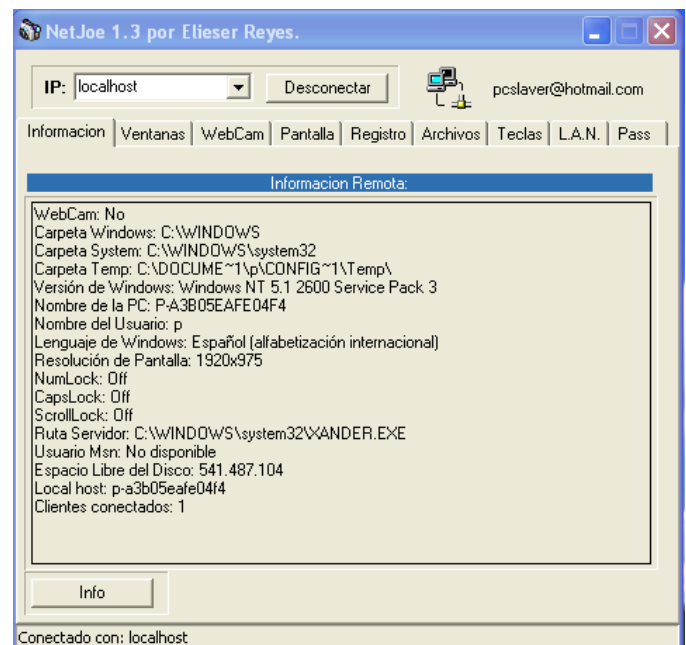 NetJoe 1.3 por Elieser Reyes.
IP: localhost Desconectar pcslaver@hotmail.com
Informacion Ventanas WebCam Pantalla Registro Archivos Teclas L.A.N. Pass
Informacion Remota:
WebCam: No
Carpeta Windows: C:\WINDOWS
Carpeta System: C:\WINDOWS\system32
Carpeta Temp: C:\DOCUME~1\p\CONFIG~1\Temp\
Versión de Windows: Windows NT 5.1 2600 Service Pack 3
Nombre de la PC: P-A3B05EAFE04F4
Nombre del Usuario: p
Lenguaje de Windows: Español (alfabetización internacional)
Resolución de Pantalla: 1920x975
NumLock: Off
CapsLock: Off
ScrollLock: Off
Ruta Servidor: C:\WINDOWS\system32\XANDER.EXE
Usuario Msn: No disponible
Espacio Libre del Disco: 541.487.104
Local host: p-a3b05eafe04f4
Clientes conectados: 1
Info
Conectado con: localhost